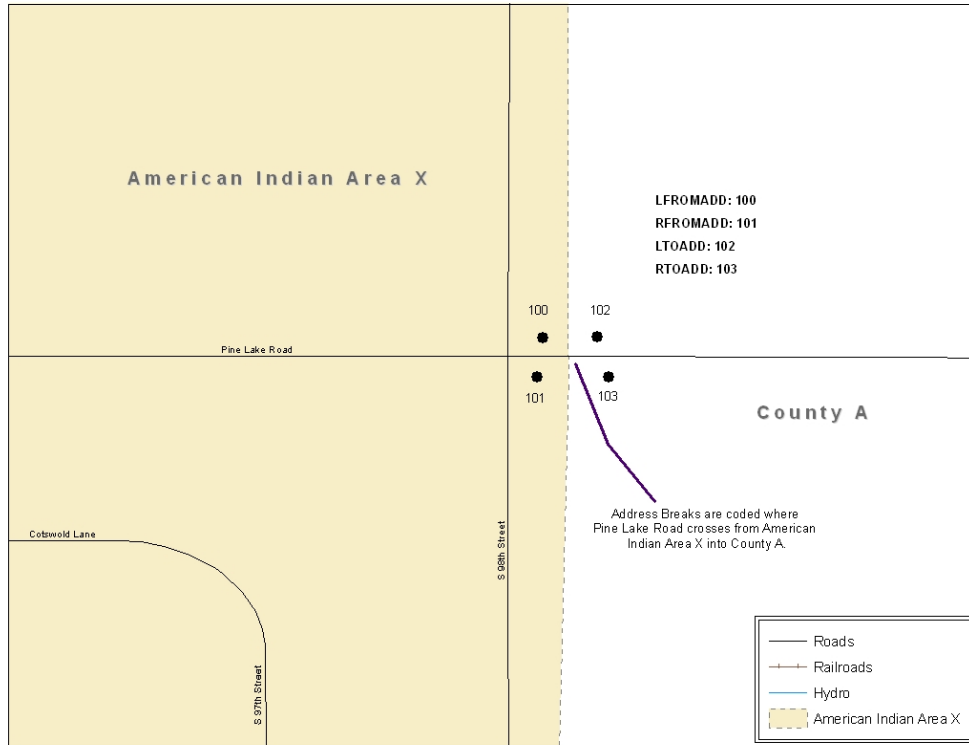 American Indian Area X
LFROMADD: 100
RFROMADD: 101
LTOADD: 102
RTOADD: 103
100
102
Pine Lake Road
101
103
County A
Address Breaks are coded where
Pine Lake Road crosses from American
Indian Area X into County A.
Cotswold Lane
S 98th Street
S 97th Street
Roads
Railroads
Hydro
American Indian Area X